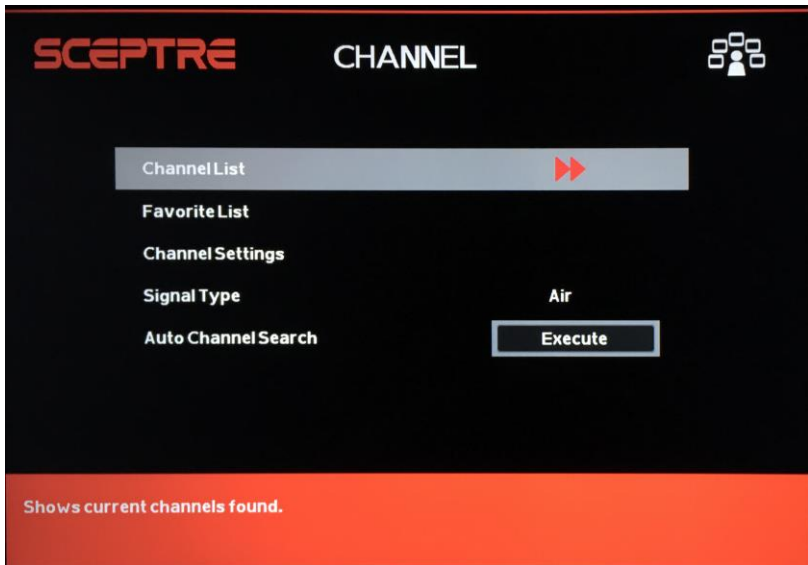 SCEPTRE CHANNEL
Channel List
Favorite List
Channel Settings
Signal Type Air
Auto Channel Search Execute
Shows current channels found.